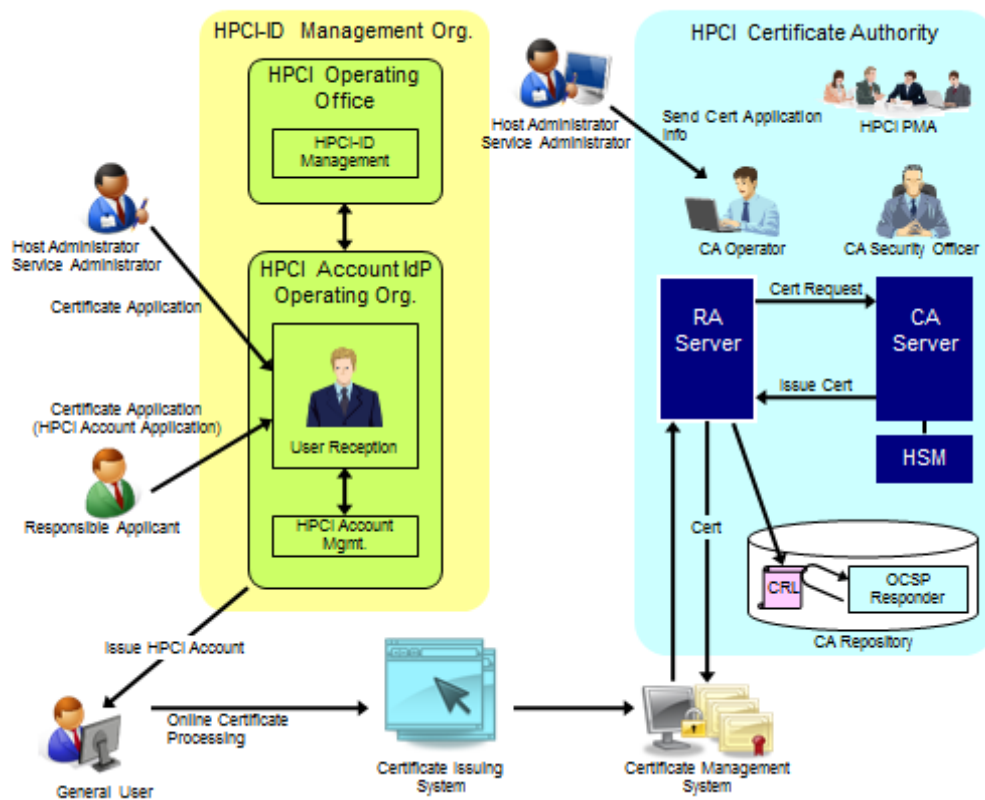 HPCI-ID Management Org.
HPCI Operating
Office
HPCI-ID
Management
Host Administrator
Service Administrator
Certificate Application
HPCI Account IdP
Operating Org.
User Reception
Certificate Application
(HPCI Account Application)
Responsible Applicant
HPCI Account
Mgmt.
Issue HPCI Account
General User
Online Certificate
Processing
Certificate Issuing
System
Certificate Management
System
Host Administrator
Service Administrator
Send Cert Application
Info
HPCI Certificate Authority
HPCI PMA
CA Operator
CA Security Officer
RA
Server
Cert Request
Issue Cert
CA
Server
HSM
Cert
CRL
OCSP
Responder
CA Repository